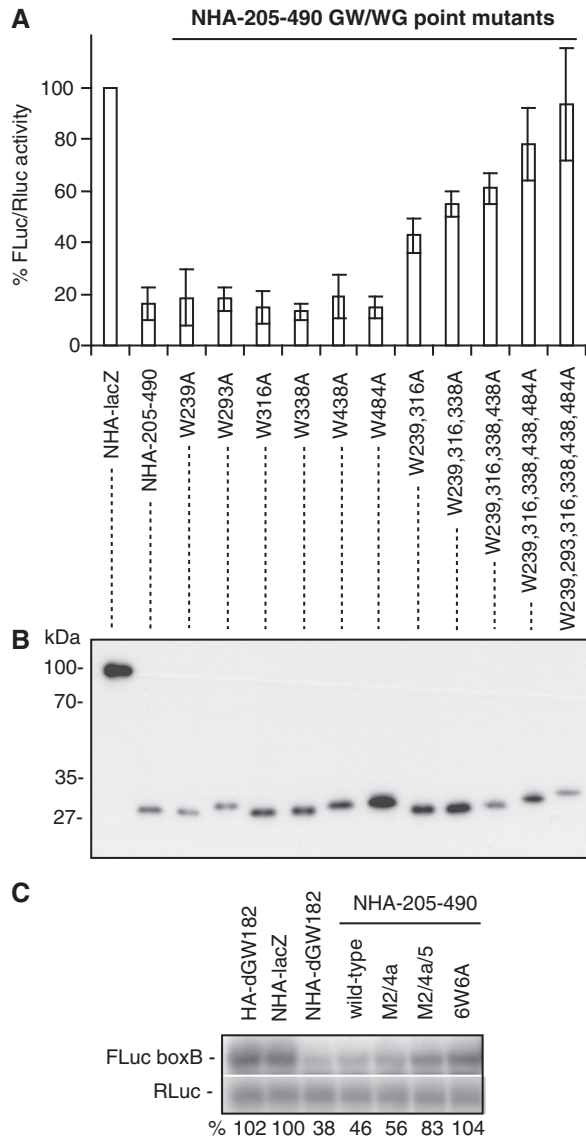 A
NHA-205-490 GW/WG point mutants
% FLuc/Rluc activity
100
80
60
40
20
0
NHA-lacZ
NHA-205-490
W239A
W293A
W316A
W338A
W438A
W484A
W239,316A
W239,316,338A
W239,316,338,438A
W239,316,338,438,484A
W239,293,316,338,438,484A
B
kDa
100-
70-
35-
27-
C
NHA-205-490
HA-dGW182
NHA-lacZ
NHA-dGW182
wild-type
M2/4a
M2/4a/5
6W6A
FLuc boxB -
RLuc -
% 102 100 38 46 56 83 104